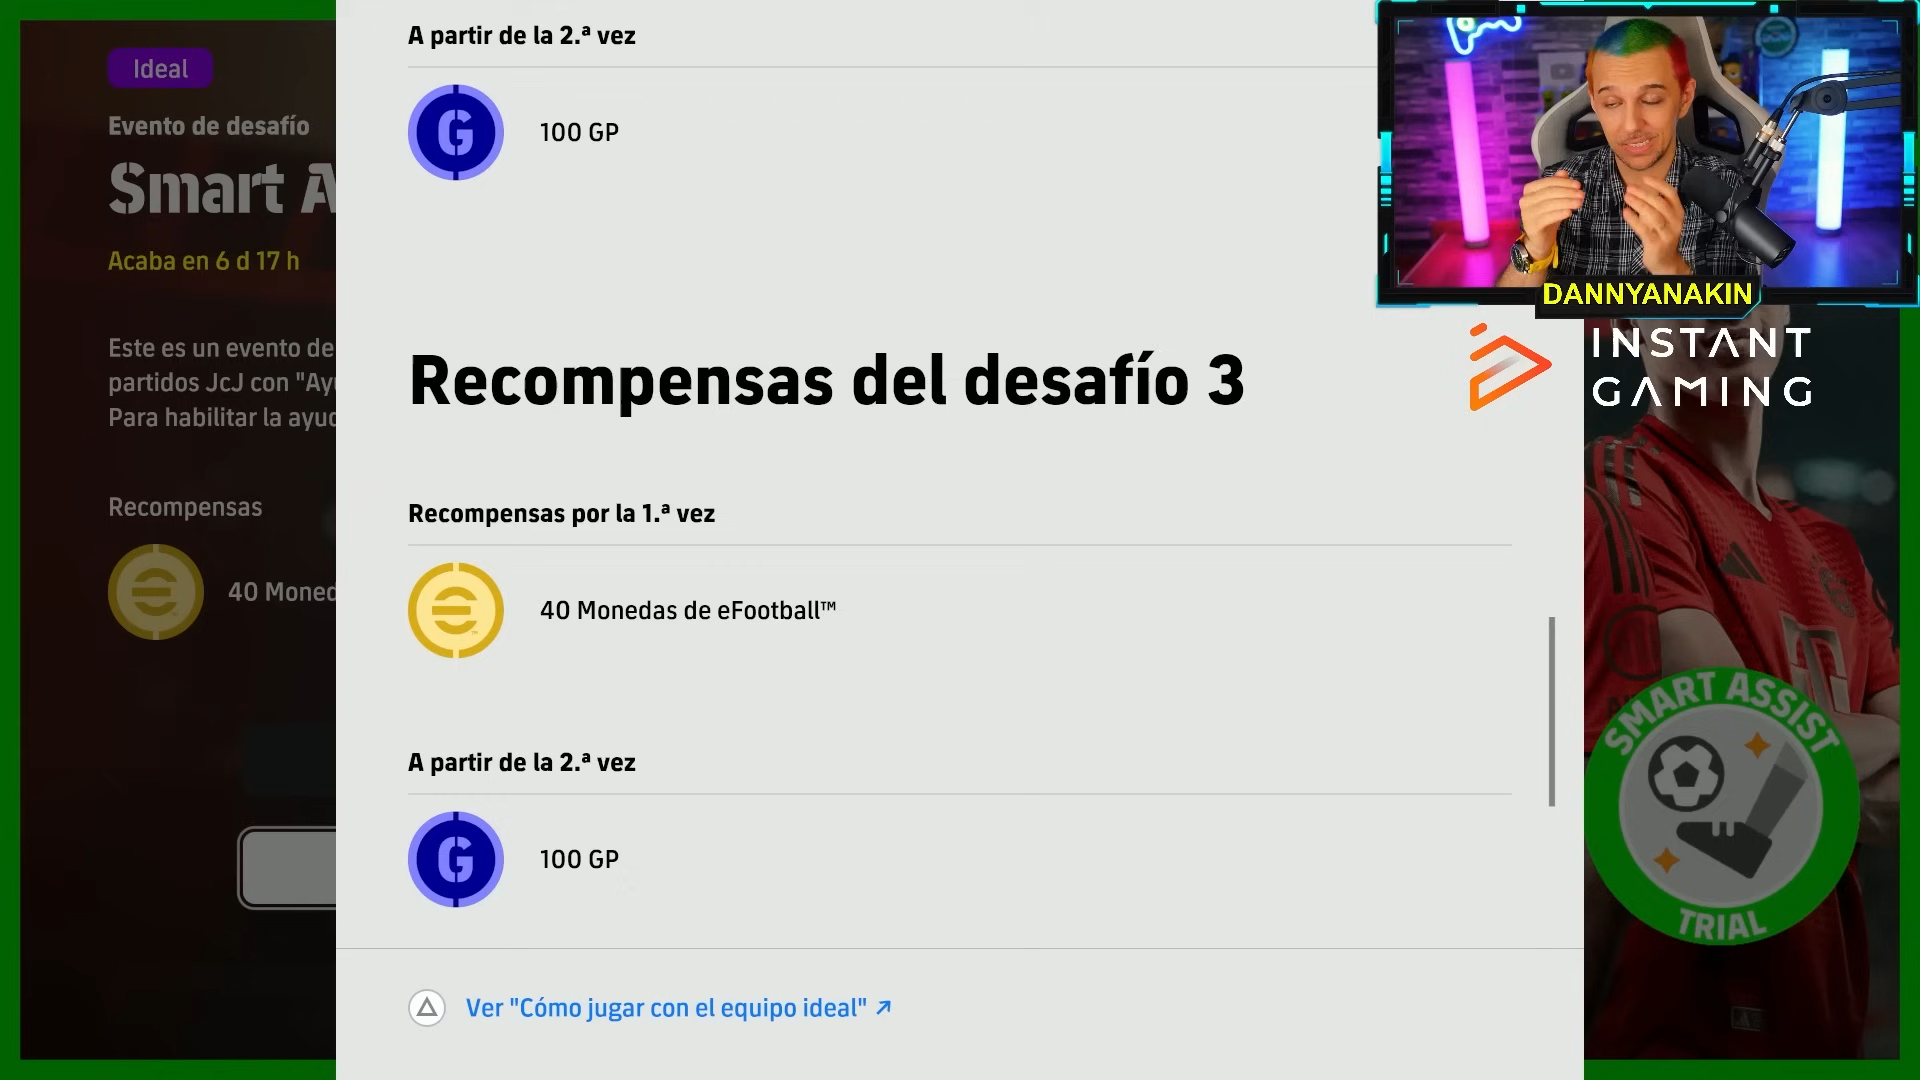 Ideal
Evento de desafío
Smart A
Acaba en 6 d 17 h
Este es un evento de
partidos JcJ con "Ayu
Para habilitar la ayuc
Recompensas
40 Moned
A partir de la 2.ª vez
100 GP
Recompensas del desafío 3
Recompensas por la 1.ª vez
40 Monedas de eFootball™
A partir de la 2.ª vez
100 GP
Ver "Cómo jugar con el equipo ideal" ↗
DANNYANAKIN
INSTANT
GAMING
SMART ASSIST
TRIAL